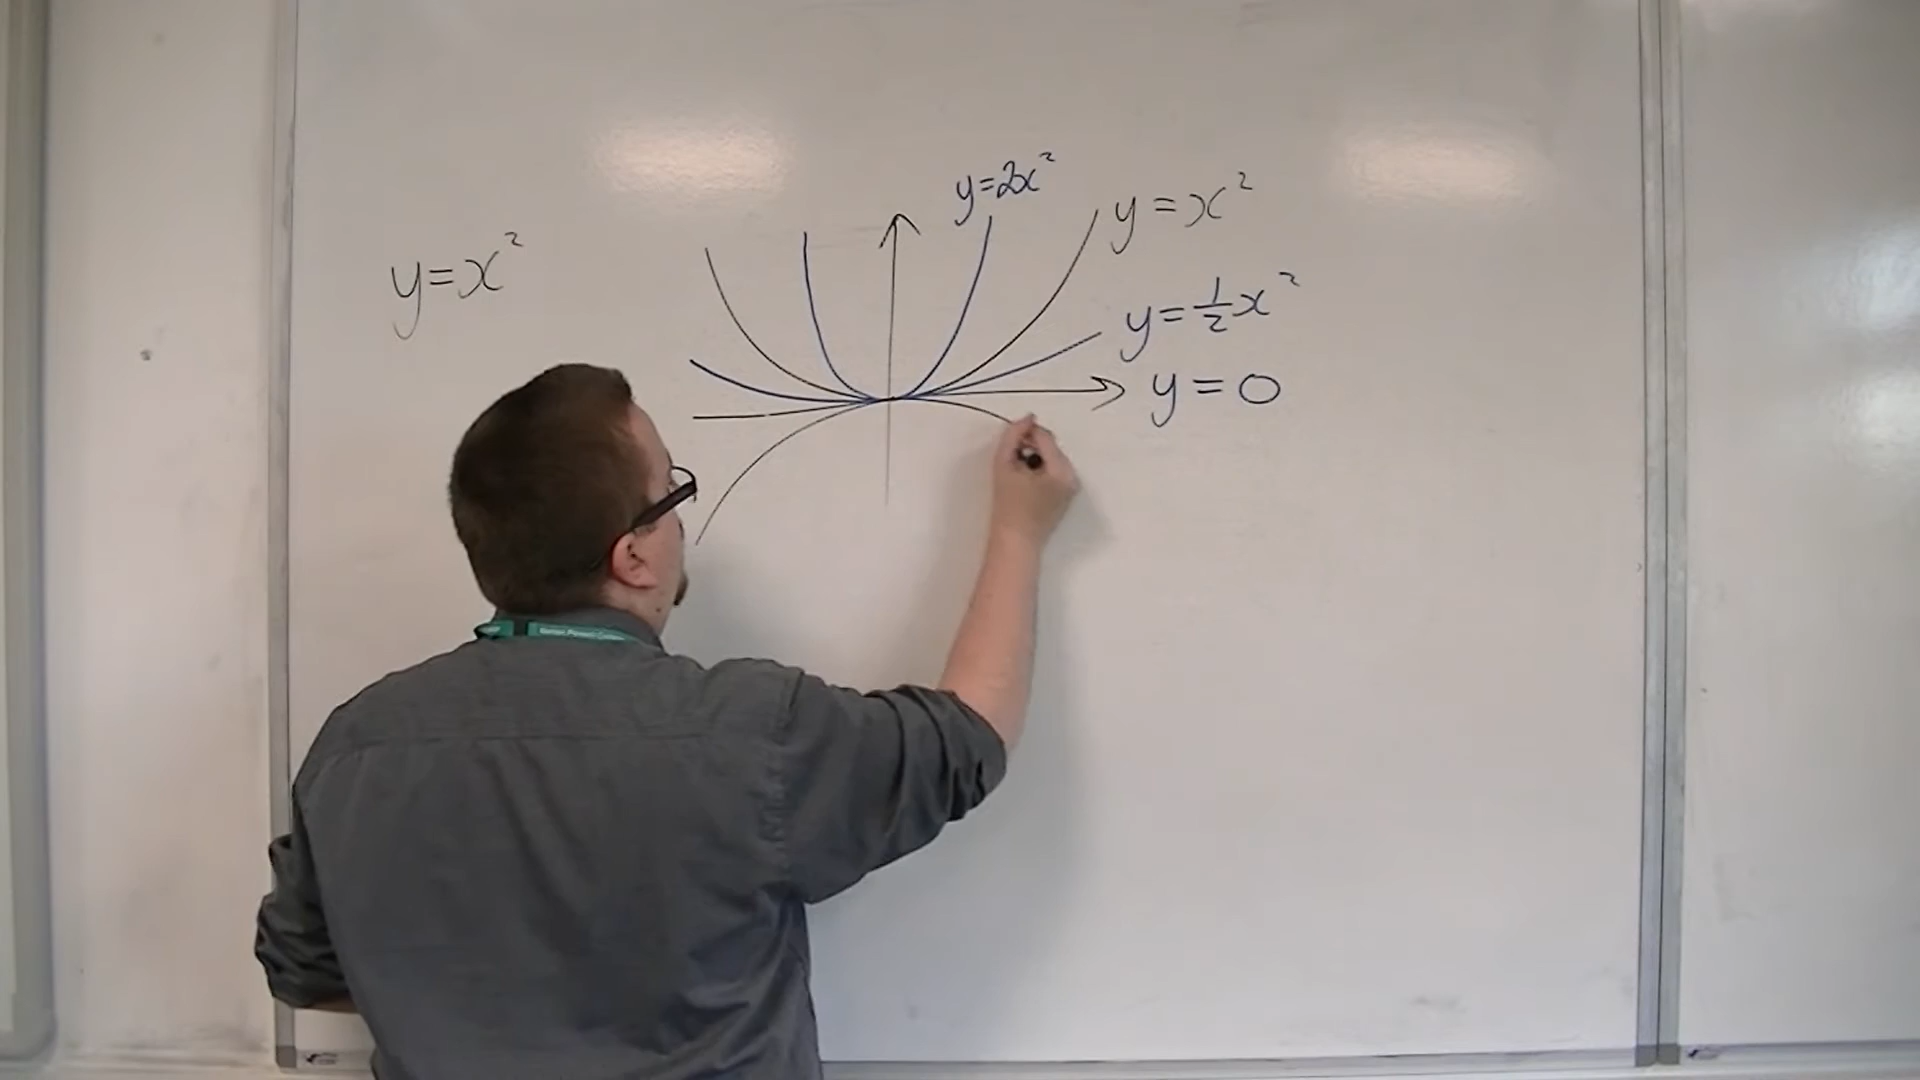 y=2x²
y=x²
y=x²
y=½x²
y=0